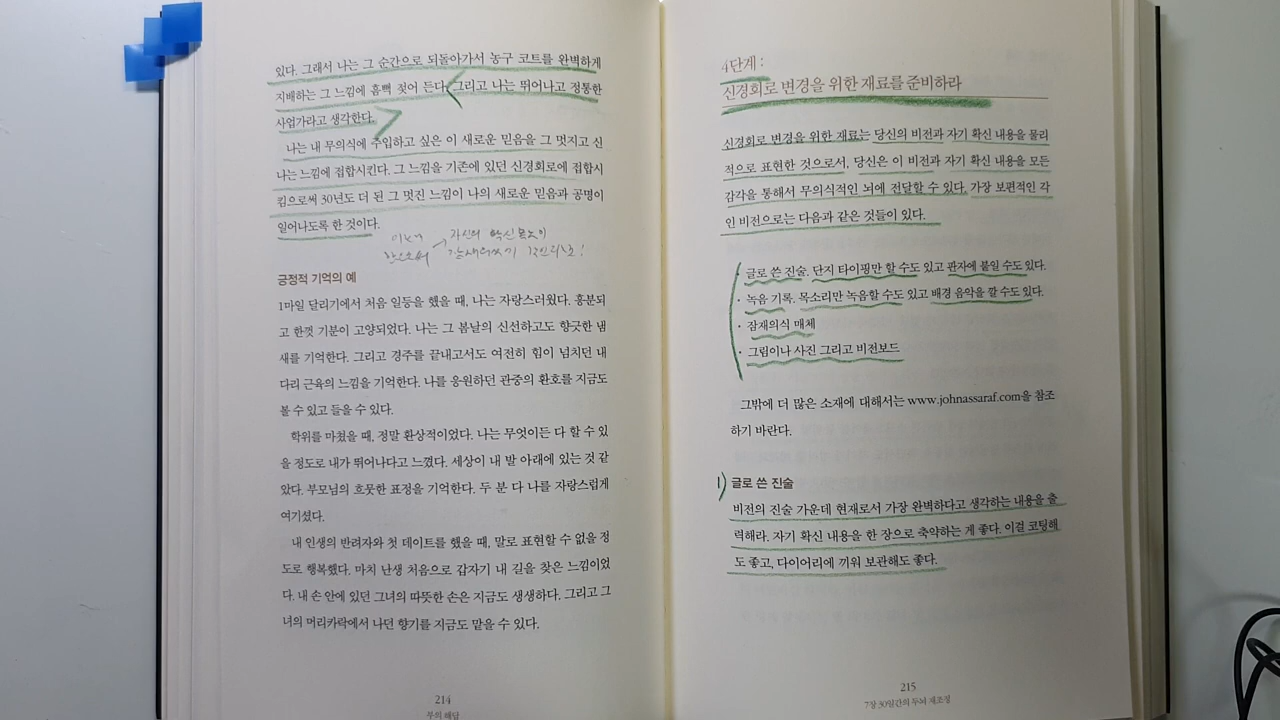 있다. 그래서 나는 그 순간으로 되돌아가서 농구 코트를 완벽하게
지배하는 그 느낌에 흠뻑 젖어 든다. 그리고 나는 뛰어나고 정통한
사업가라고 생각한다.
나는 내 무의식에 주입하고 싶은 이 새로운 믿음을 그 멋지고 신
나는 느낌에 접합시킨다. 그 느낌을 기존에 있던 신경회로에 접합시
킴으로써 30년도 더 된 그 멋진 느낌이 나의 새로운 믿음과 공명이
일어나도록 한 것이다.
자신의 확신
긍정적 기억의 예
1마일 달리기에서 처음 일등을 했을 때, 나는 자랑스러웠다. 흥분되
고 한껏 기분이 고양되었다. 나는 그 봄날의 신선하고도 향긋한 냄
새를 기억한다. 그리고 경주를 끝내고서도 여전히 힘이 넘치던 내
다리 근육의 느낌을 기억한다. 나를 응원하던 관중의 환호를 지금도
볼 수 있고 들을 수 있다.
학위를 마쳤을 때, 정말 환상적이었다. 나는 무엇이든 다 할 수 있
을 정도로 내가 뛰어나다고 느꼈다. 세상이 내 발 아래에 있는 것 같
았다. 부모님의 흐뭇한 표정을 기억한다. 두 분 다 나를 자랑스럽게
여기셨다.
내 인생의 반려자와 첫 데이트를 했을 때, 말로 표현할 수 없을 정
도로 행복했다. 마치 난생 처음으로 갑자기 내 길을 찾은 느낌이었
다. 내 손 안에 있던 그녀의 따뜻한 손은 지금도 생생하다. 그리고 그
녀의 머리카락에서 나던 향기를 지금도 맡을 수 있다.
214
부의 해답
4단계 :
신경회로 변경을 위한 재료를 준비하라
신경회로 변경을 위한 재료는 당신의 비전과 자기 확신 내용을 물리
적으로 표현한 것으로서, 당신은 이 비전과 자기 확신 내용을 모든
감각을 통해서 무의식적인 뇌에 전달할 수 있다. 가장 보편적인 각
인 비전으로는 다음과 같은 것들이 있다.
· 글로 쓴 진술. 단지 타이핑만 할 수도 있고 판자에 붙일 수도 있다.
· 녹음 기록. 목소리만 녹음할 수도 있고 배경 음악을 깔 수도 있다.
· 잠재의식 매체
· 그림이나 사진 그리고 비전보드
그밖에 더 많은 소재에 대해서는 www.johnassaraf.com을 참조
하기 바란다.
1) 글로 쓴 진술
비전의 진술 가운데 현재로서 가장 완벽하다고 생각하는 내용을 출
력해라. 자기 확신 내용을 한 장으로 축약하는 게 좋다. 이걸 코팅해
도 좋고, 다이어리에 끼워 보관해도 좋다.
215
7장 30일간의 두뇌 재조정